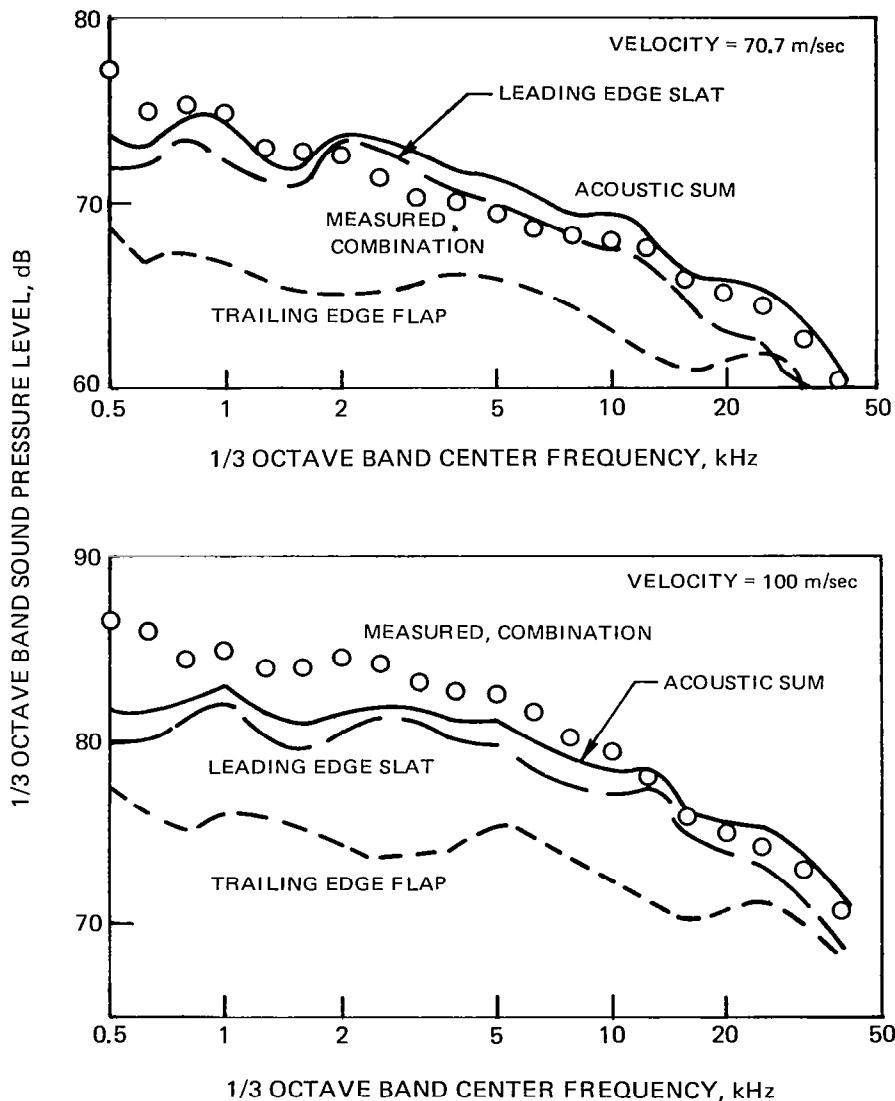 1/3 OCTAVE BAND SOUND PRESSURE LEVEL, dB
80
70
60
VELOCITY = 70.7 m/sec
LEADING EDGE SLAT
ACOUSTIC SUM
MEASURED,
COMBINATION
TRAILING EDGE FLAP
0.5 1 2 5 10 20 50
1/3 OCTAVE BAND CENTER FREQUENCY, kHz
90
80
70
VELOCITY = 100 m/sec
MEASURED, COMBINATION
ACOUSTIC SUM
LEADING EDGE SLAT
TRAILING EDGE FLAP
0.5 1 2 5 10 20 50
1/3 OCTAVE BAND CENTER FREQUENCY, kHz